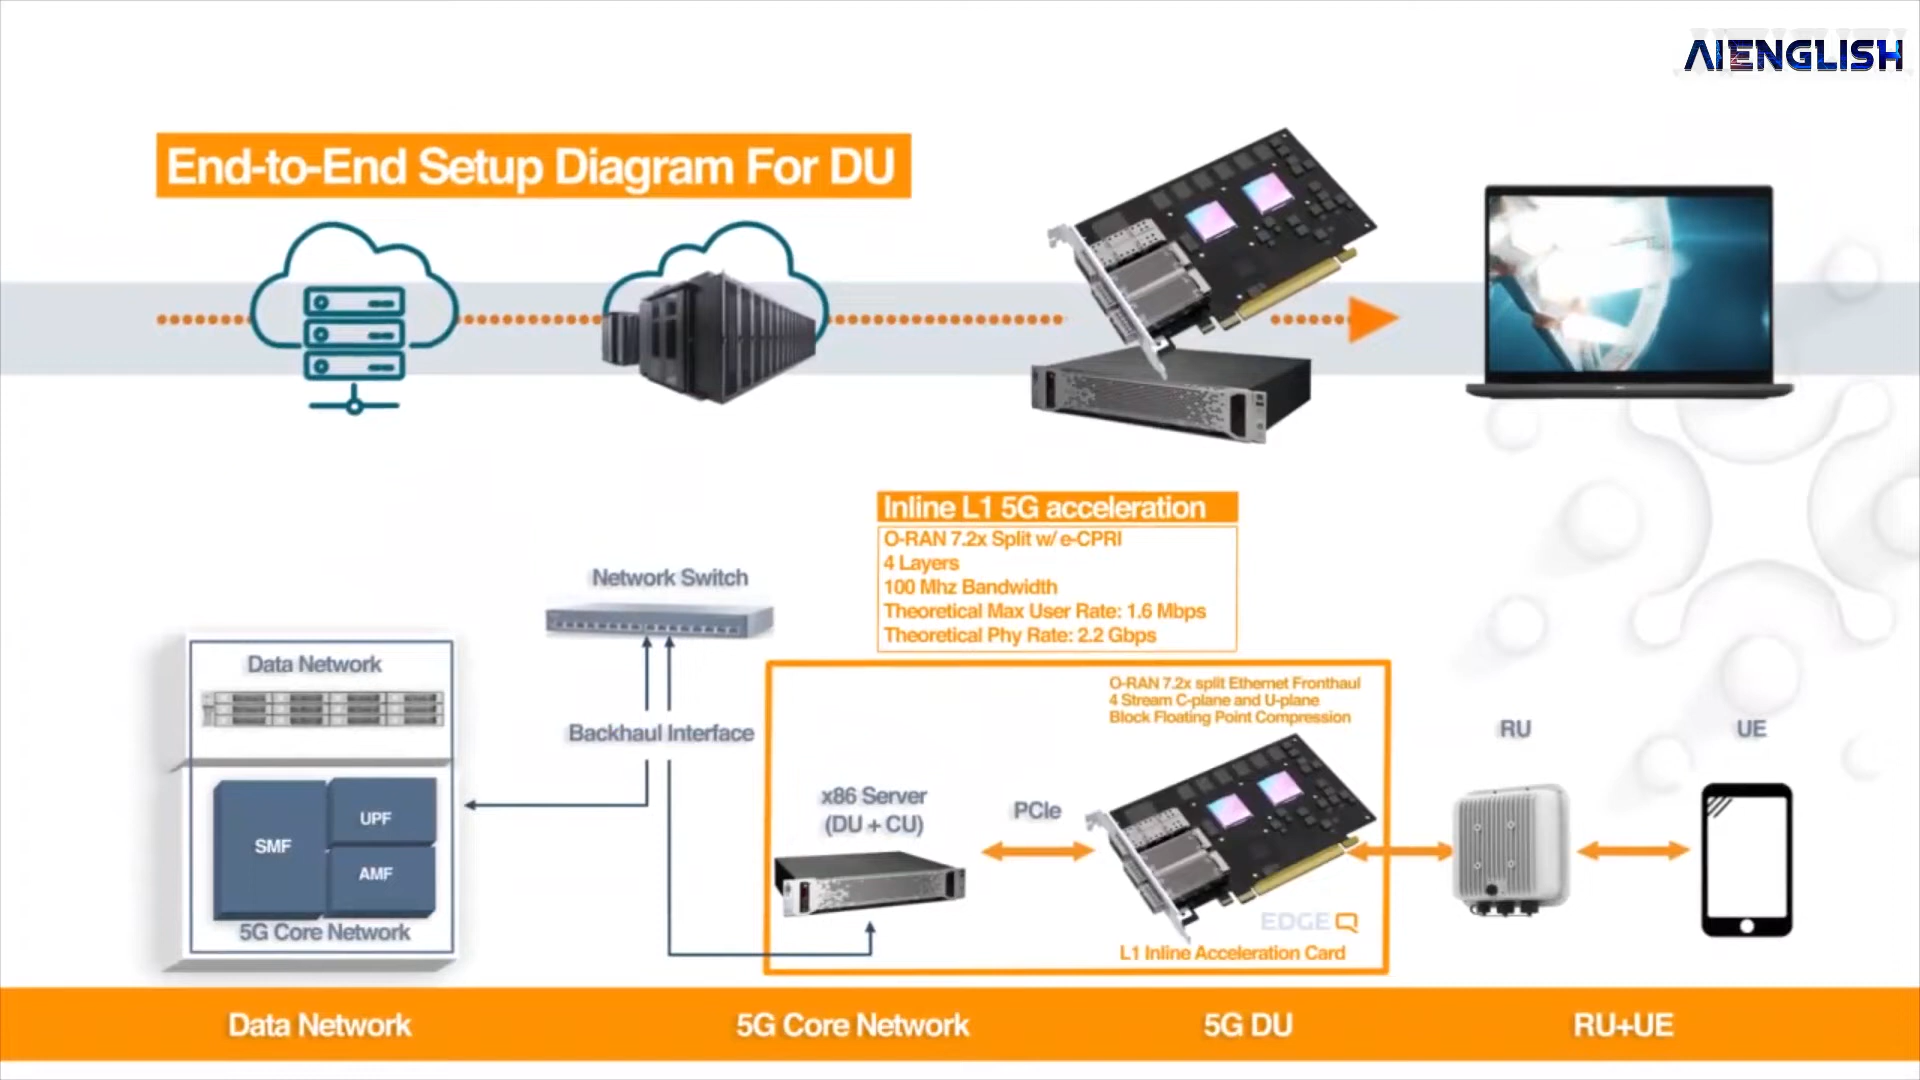 AIENGLISH
End-to-End Setup Diagram For DU
Inline L1 5G acceleration
O-RAN 7.2x Split w/ e-CPRI
4 Layers
100 Mhz Bandwidth
Theoretical Max User Rate: 1.6 Mbps
Theoretical Phy Rate: 2.2 Gbps
Network Switch
Data Network
Backhaul Interface
SMF
UPF
AMF
5G Core Network
O-RAN 7.2x split Ethernet Fronthaul
4 Stream C-plane and U-plane
Block Floating Point Compression
x86 Server
(DU + CU)
PCIe
EDGE Q
L1 Inline Acceleration Card
RU
UE
Data Network
5G Core Network
5G DU
RU+UE